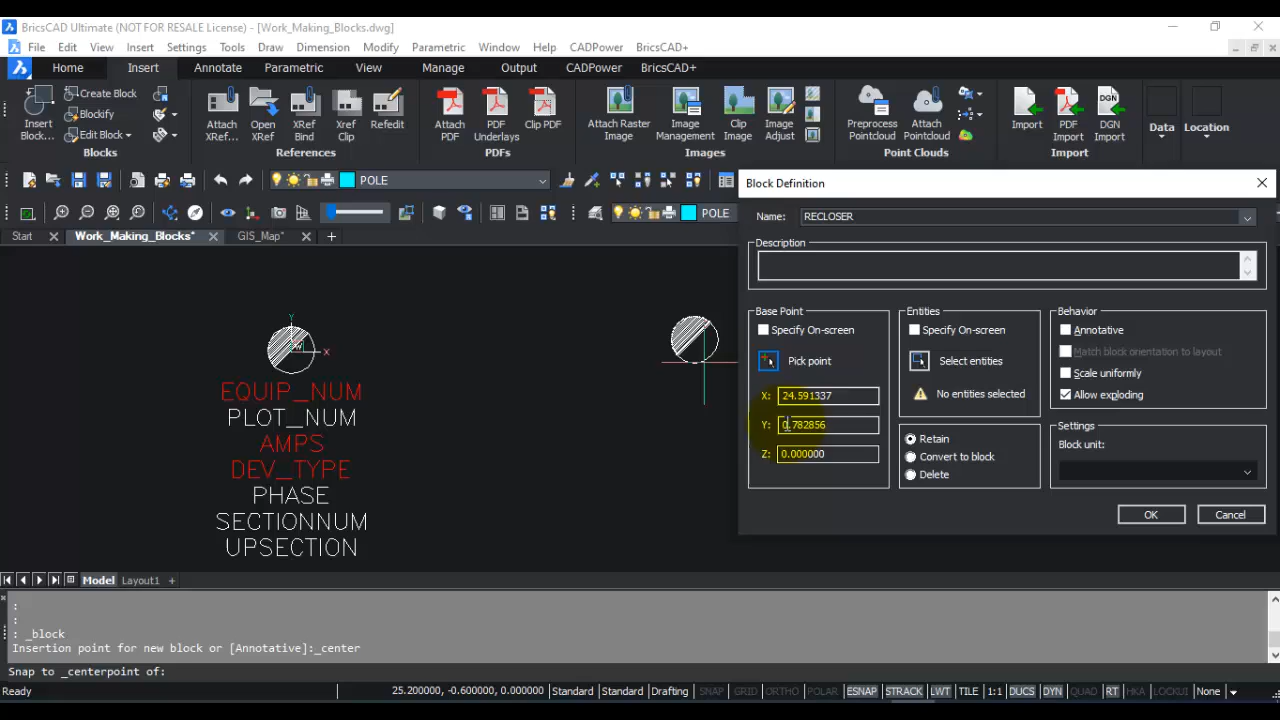 BricsCAD Ultimate (NOT FOR RESALE License) - [Work_Making_Blocks.dwg]
File Edit View Insert Settings Tools Draw Dimension Modify Parametric Window Help CADPower BricsCAD+
Home Insert Annotate Parametric View Manage Output CADPower BricsCAD+
Insert Block...
Create Block
Blockify
Edit Block
Attach XRef...
Open XRef
XRef Bind
Xref Clip
Refedit
Attach PDF
PDF Underlays
Clip PDF
Attach Raster Image
Image Management
Clip Image
Image Adjust
Preprocess Pointcloud
Attach Pointcloud
Import
PDF Import
DGN Import
Data
Location
Blocks References PDFs Images Point Clouds Import
POLE
POLE
Start Work_Making_Blocks* GIS_Map*
Block Definition
Name: RECLOSER
Description
Base Point
Specify On-screen
Pick point
X: 24.591337
Y: 0.782856
Z: 0.000000
Entities
Specify On-screen
Select entities
No entities selected
Retain
Convert to block
Delete
Behavior
Annotative
Match block orientation to layout
Scale uniformly
Allow exploding
Settings
Block unit:
OK Cancel
Y
W
X
EQUIP_NUM
PLOT_NUM
AMPS
DEV_TYPE
PHASE
SECTIONNUM
UPSECTION
Model Layout1 +
:
:
: _block
Insertion point for new block or [Annotative]:_center
Snap to _centerpoint of:
Ready 25.200000, -0.600000, 0.000000 Standard Standard Drafting SNAP GRID ORTHO POLAR ESNAP STRACK LWT TILE 1:1 DUCS DYN QUAD RT HKA LOCKUI None